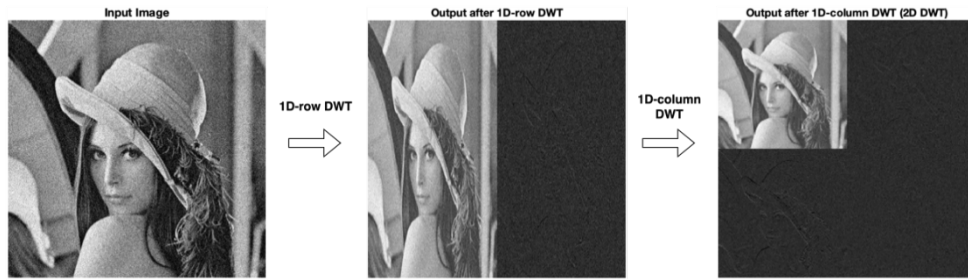 Input Image
Output after 1D-row DWT
Output after 1D-column DWT (2D DWT)
1D-row DWT
1D-column
DWT